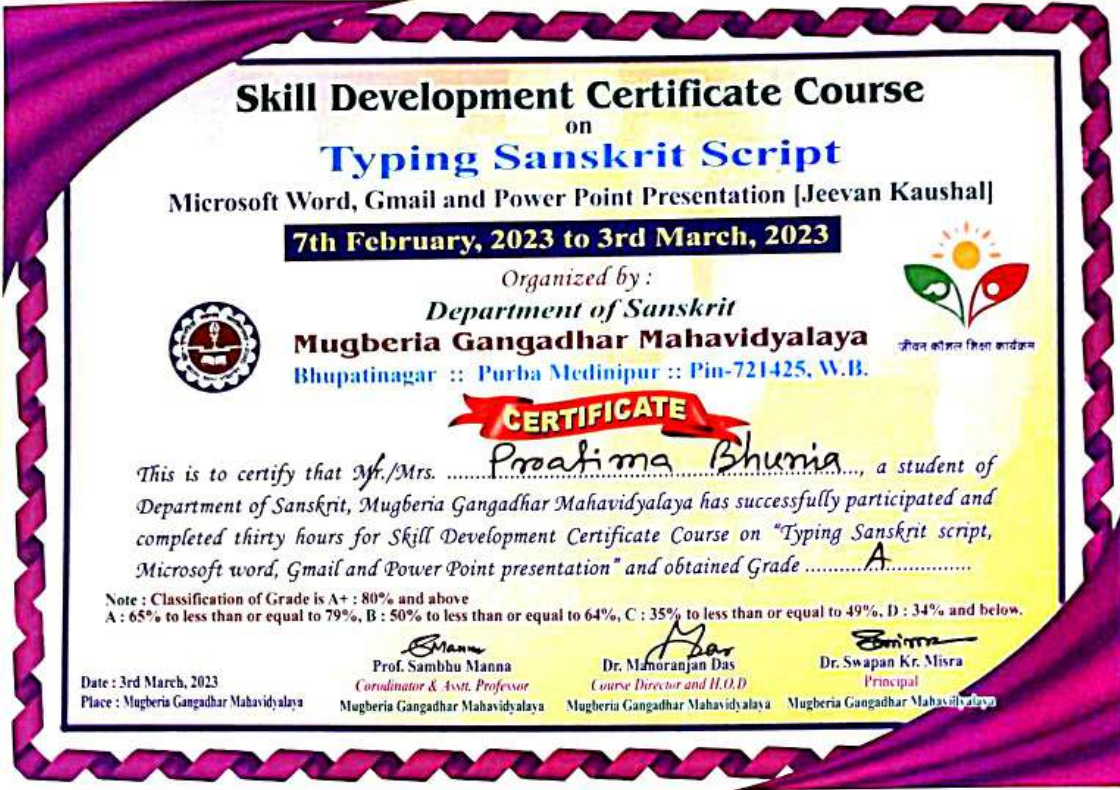 Skill Development Certificate Course
on
Typing Sanskrit Script
Microsoft Word, Gmail and Power Point Presentation [Jeevan Kaushal]
7th February, 2023 to 3rd March, 2023
Organized by :
Department of Sanskrit
Mugberia Gangadhar Mahavidyalaya
Bhupatinagar :: Purba Medinipur :: Pin-721425, W.B.
जीवन कौशल शिक्षा कार्यक्रम
CERTIFICATE
This is to certify that Mr./Mrs. Pratima Bhunia, a student of
Department of Sanskrit, Mugberia Gangadhar Mahavidyalaya has successfully participated and
completed thirty hours for Skill Development Certificate Course on "Typing Sanskrit script,
Microsoft word, Gmail and Power Point presentation" and obtained Grade A
Note : Classification of Grade is A+ : 80% and above
A : 65% to less than or equal to 79%, B : 50% to less than or equal to 64%, C : 35% to less than or equal to 49%, D : 34% and below.
SManna
Prof. Sambhu Manna
Corodinator & Asstt. Professor
Mugberia Gangadhar Mahavidyalaya
Dr. Manoranjan Das
Course Director and H.O.D
Mugberia Gangadhar Mahavidyalaya
Dr. Swapan Kr. Misra
Principal
Mugberia Gangadhar Mahavidyalaya
Date : 3rd March, 2023
Place : Mugberia Gangadhar Mahavidyalaya